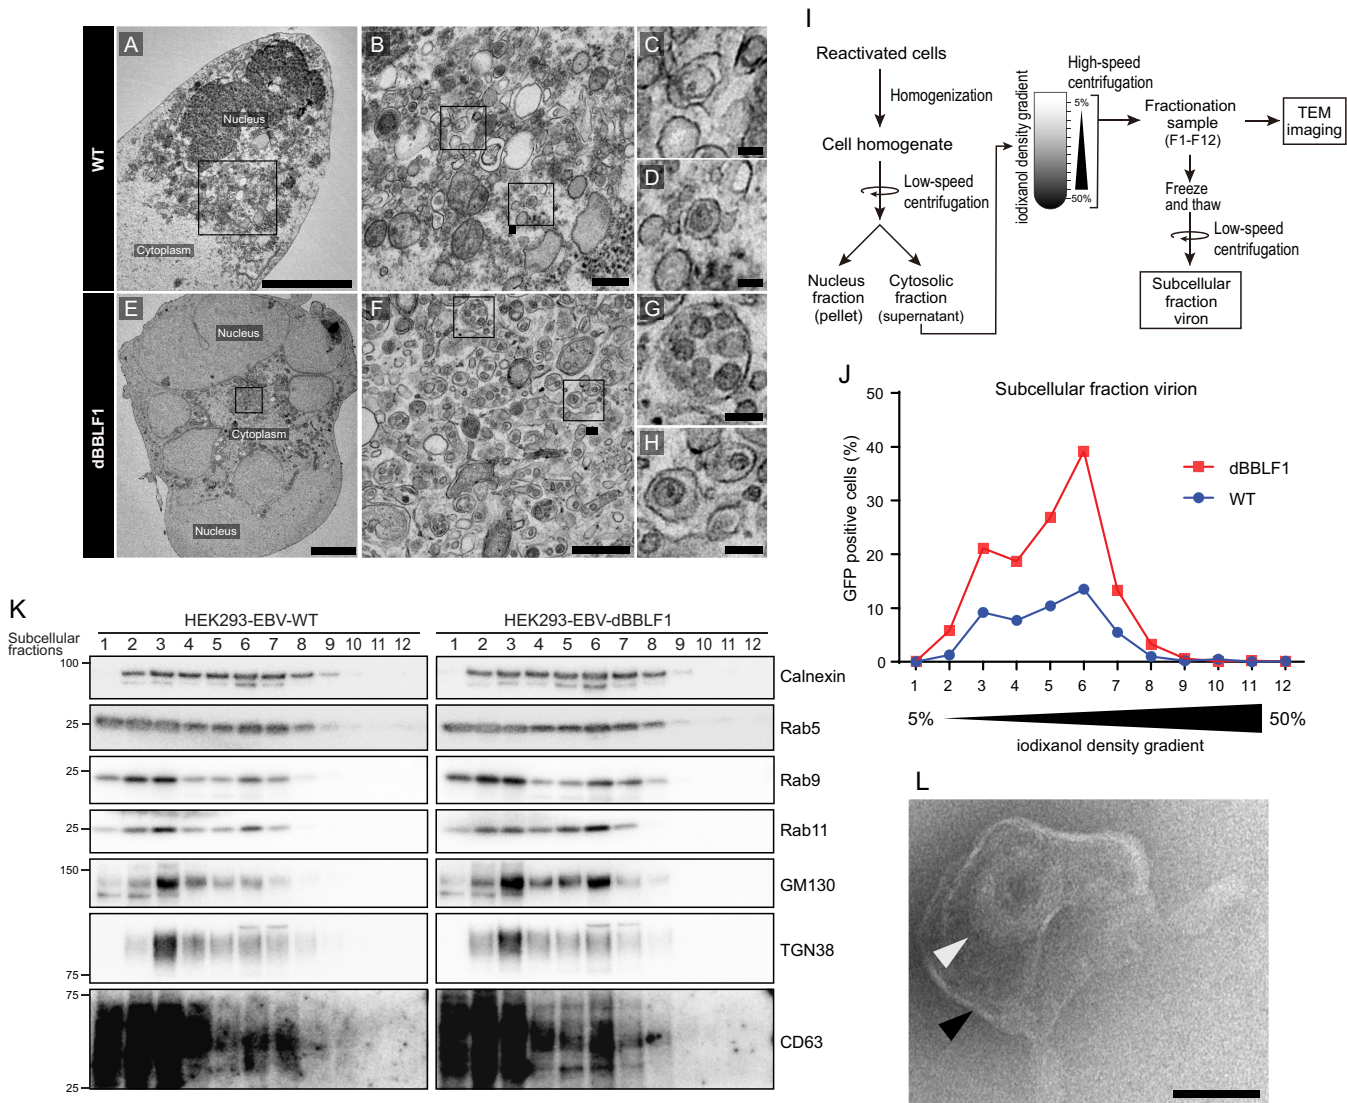 WT
A
Nucleus
Cytoplasm
B
C
D
dBBLF1
E
Nucleus
Cytoplasm
Nucleus
F
G
H
I
Reactivated cells
Homogenization
Cell homogenate
Low-speed
centrifugation
Nucleus
fraction
(pellet)
Cytosolic
fraction
(supernatant)
iodixanol density gradient
High-speed
centrifugation
5%
50%
Fractionation
sample
(F1-F12)
TEM
imaging
Freeze
and thaw
Low-speed
centrifugation
Subcellular
fraction
viron
J
Subcellular fraction virion
GFP positive cells (%)
50
40
30
20
10
0
dBBLF1
WT
1 2 3 4 5 6 7 8 9 10 11 12
5% 50%
iodixanol density gradient
K
HEK293-EBV-WT HEK293-EBV-dBBLF1
Subcellular
fractions
1 2 3 4 5 6 7 8 9 10 11 12 1 2 3 4 5 6 7 8 9 10 11 12
100
Calnexin
25
Rab5
25
Rab9
25
Rab11
150
GM130
TGN38
75
75
CD63
25
L